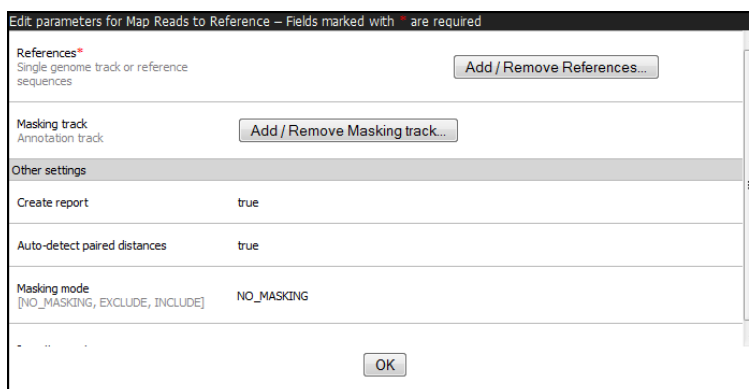 Edit parameters for Map Reads to Reference – Fields marked with * are required
References*
Single genome track or reference
sequences
Add / Remove References...
Masking track
Annotation track
Add / Remove Masking track...
Other settings
Create report true
Auto-detect paired distances true
Masking mode
[NO_MASKING, EXCLUDE, INCLUDE]
NO_MASKING
OK